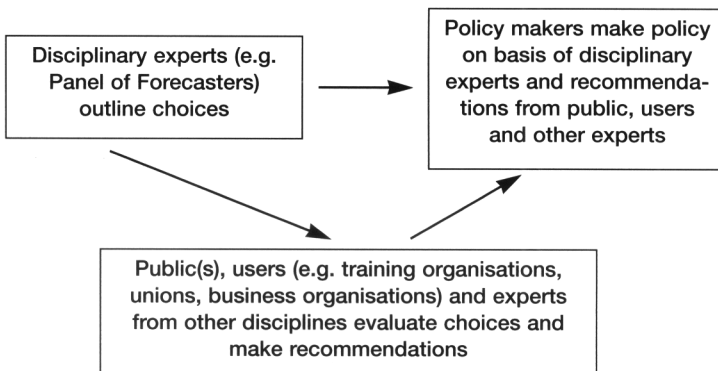 Disciplinary experts (e.g.
Panel of Forecasters)
outline choices
Policy makers make policy
on basis of disciplinary
experts and recommenda-
tions from public, users
and other experts
Public(s), users (e.g. training organisations,
unions, business organisations) and experts
from other disciplines evaluate choices and
make recommendations